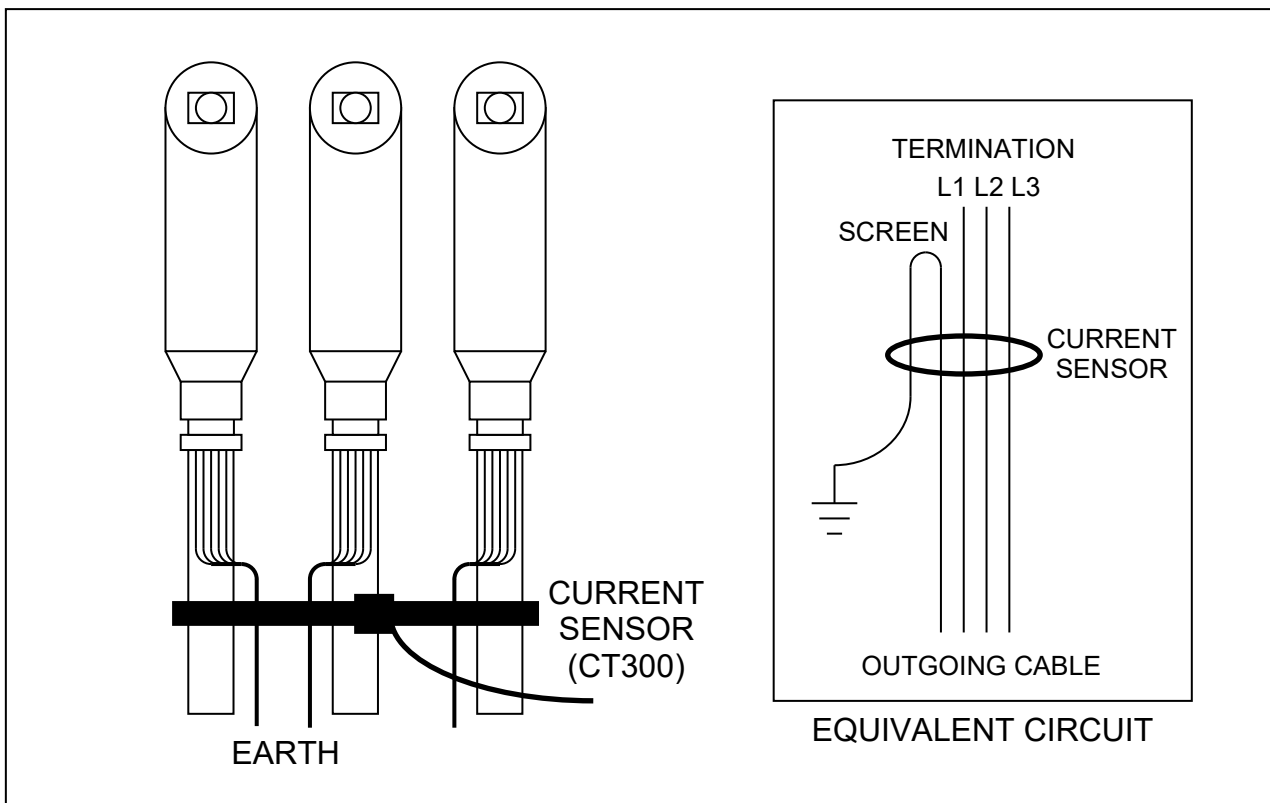 CURRENT
SENSOR
(CT300)
EARTH
TERMINATION
L1 L2 L3
SCREEN
CURRENT
SENSOR
OUTGOING CABLE
EQUIVALENT CIRCUIT